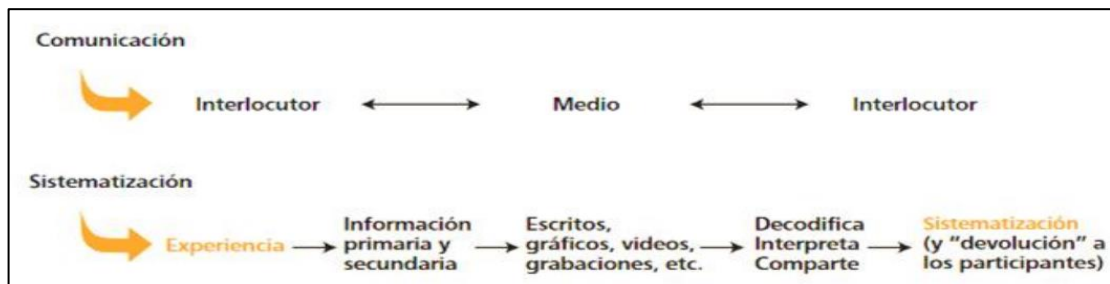 Comunicación
Interlocutor Medio Interlocutor
Sistematización
Experiencia
Información
primaria y
secundaria
Escritos,
gráficos, videos,
grabaciones, etc.
Decodifica
Interpreta
Comparte
Sistematización
(y “devolución” a
los participantes)